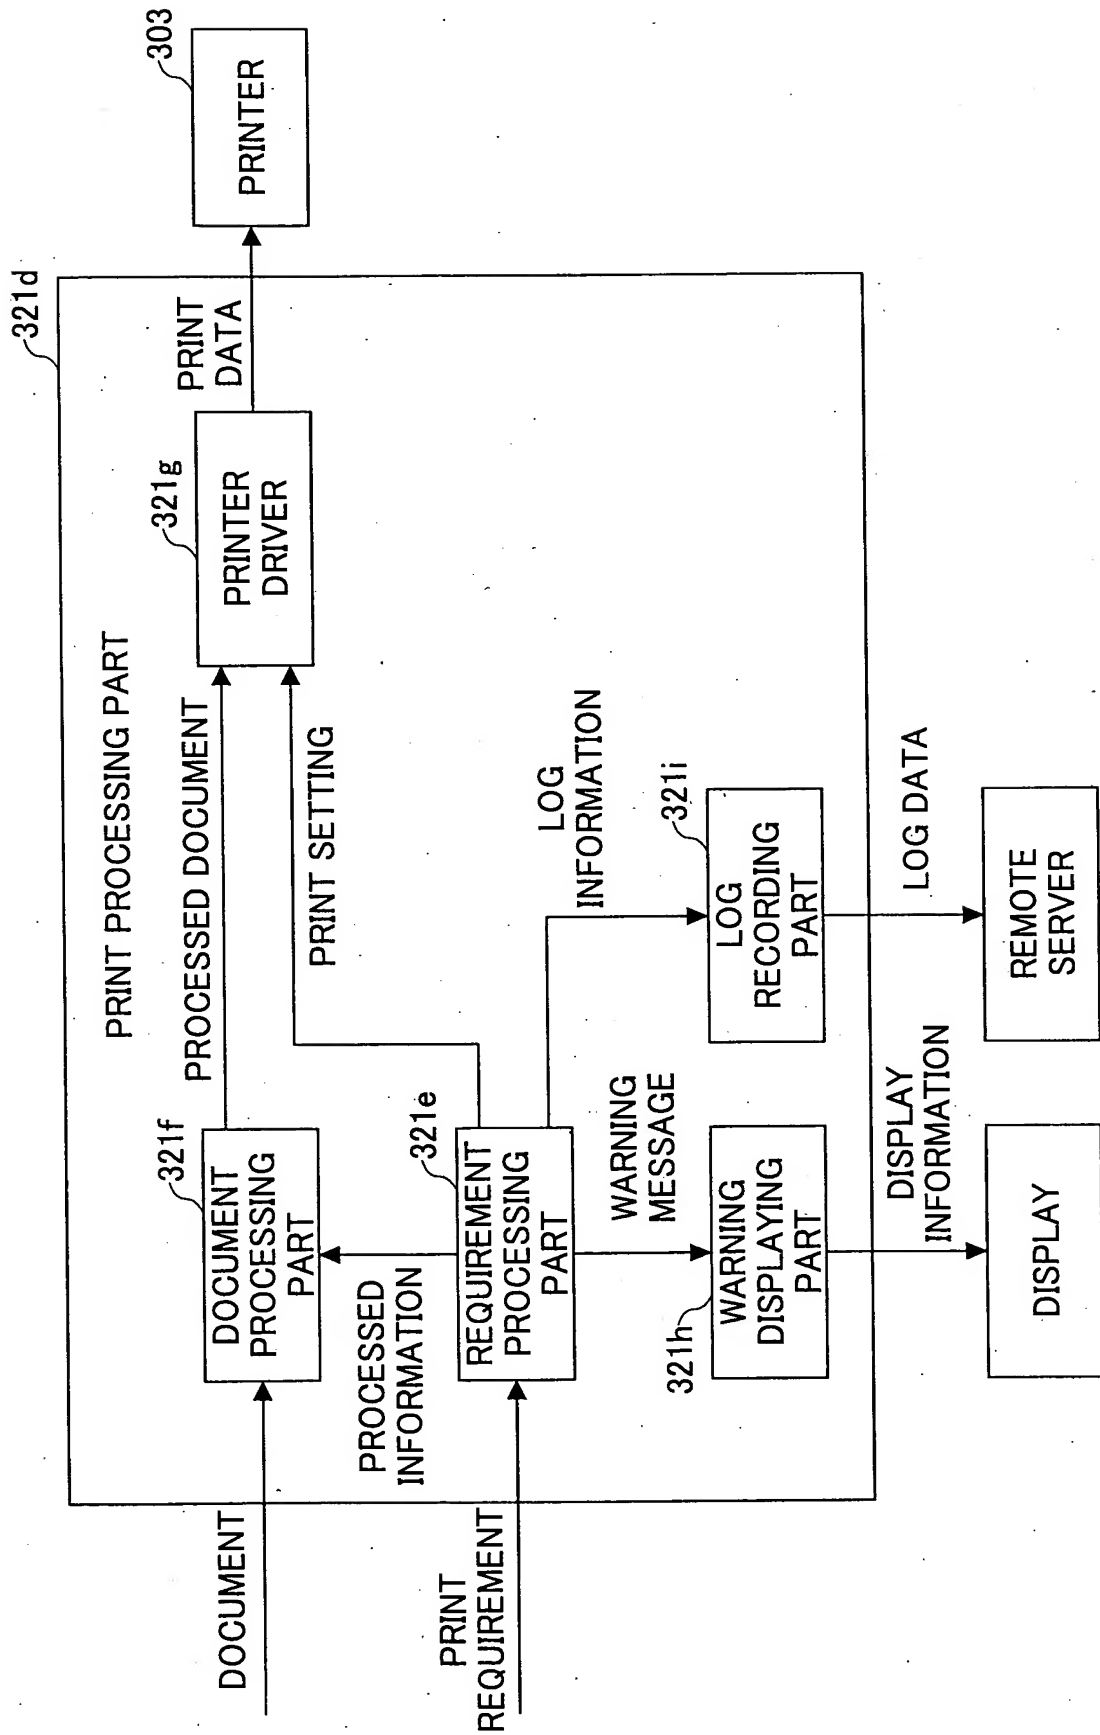 321d
PRINT PROCESSING PART
303
PRINTER
PRINT
DATA
321g
PRINTER
DRIVER
PROCESSED DOCUMENT
PRINT SETTING
DOCUMENT
321f
DOCUMENT
PROCESSING
PART
PROCESSED
INFORMATION
PRINT
REQUIREMENT
321e
REQUIREMENT
PROCESSING
PART
WARNING
MESSAGE
LOG
INFORMATION
321h
WARNING
DISPLAYING
PART
321i
LOG
RECORDING
PART
DISPLAY
INFORMATION
LOG DATA
DISPLAY
REMOTE
SERVER